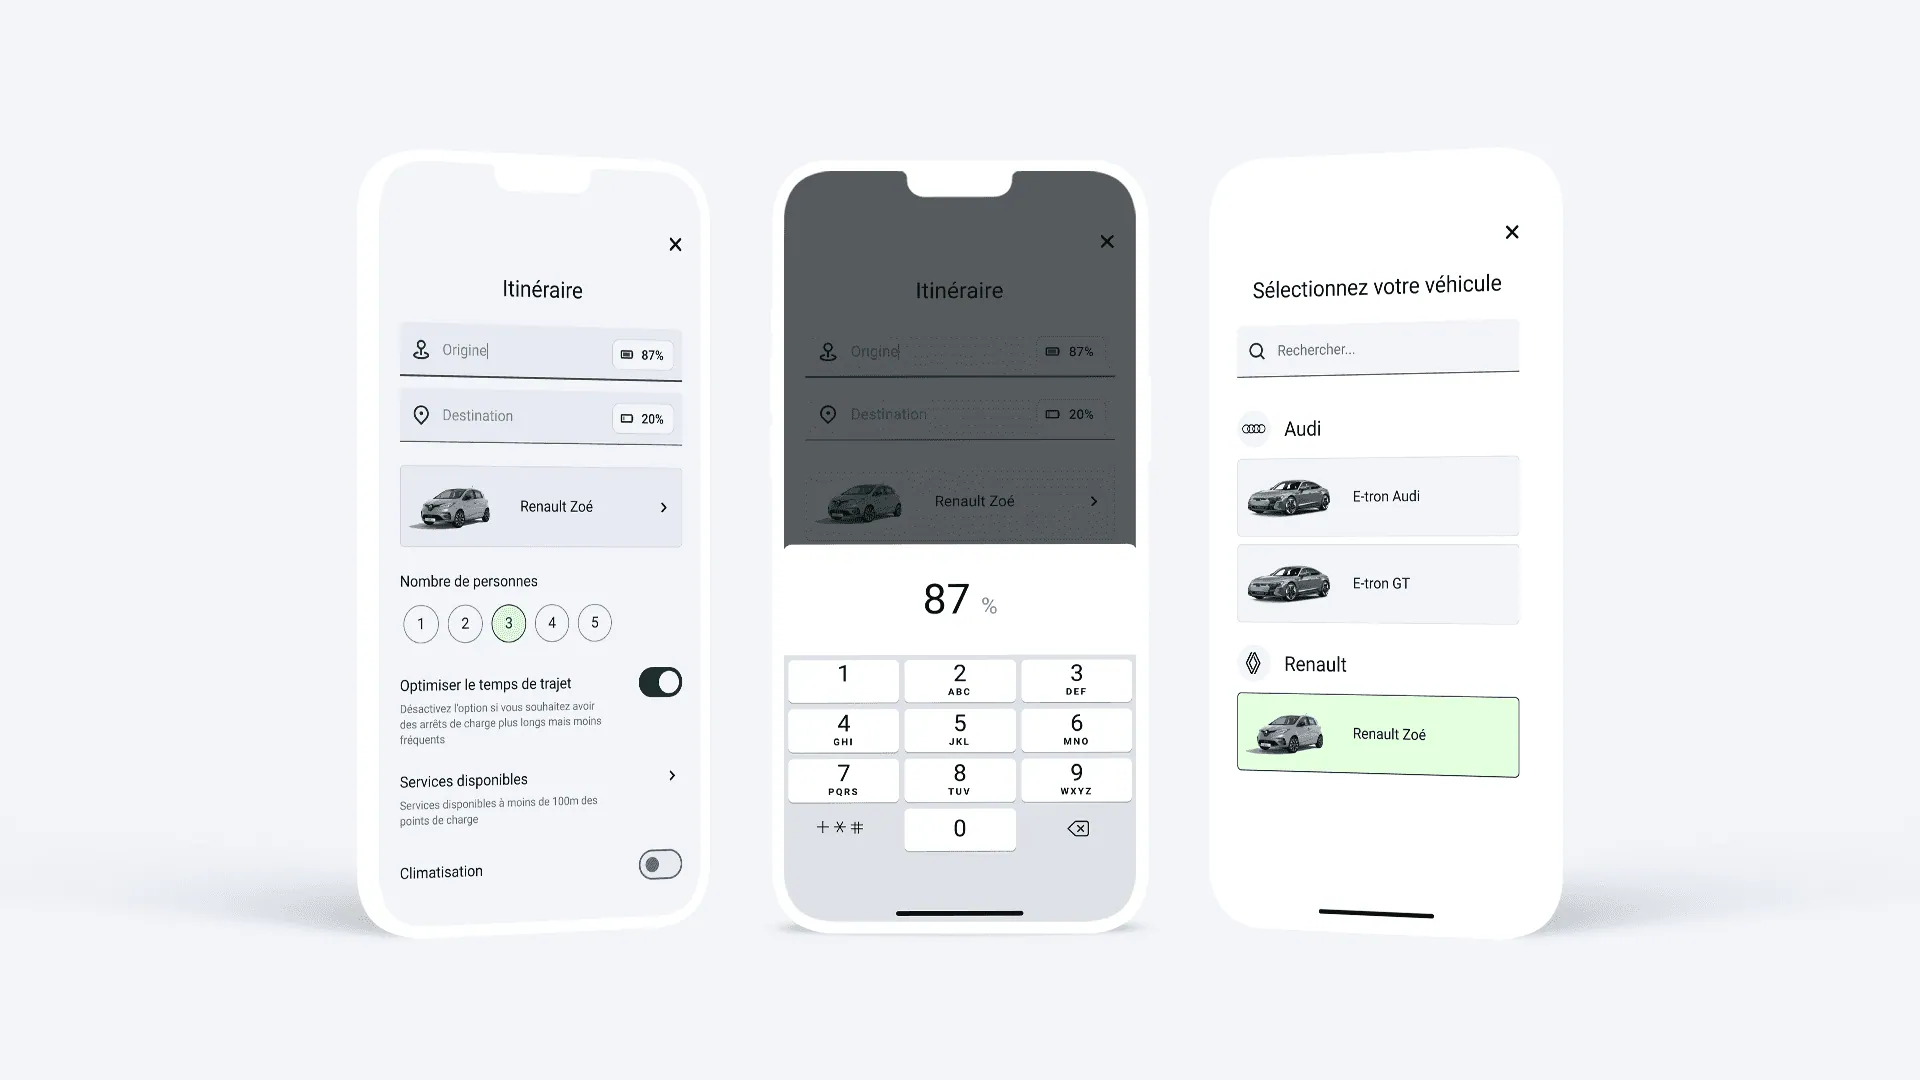 Itinéraire
Origine
87%
Destination
20%
Renault Zoé
Nombre de personnes
1 2 3 4 5
Optimiser le temps de trajet
Désactivez l'option si vous souhaitez avoir
des arrêts de charge plus longs mais moins
fréquents
Services disponibles
Services disponibles à moins de 100m des
points de charge
Climatisation
Itinéraire
Origine
87%
Destination
20%
Renault Zoé
87 %
1 2 3
ABC DEF
4 5 6
GHI JKL MNO
7 8 9
PQRS TUV WXYZ
+*# 0
Sélectionnez votre véhicule
Rechercher...
Audi
E-tron Audi
E-tron GT
Renault
Renault Zoé